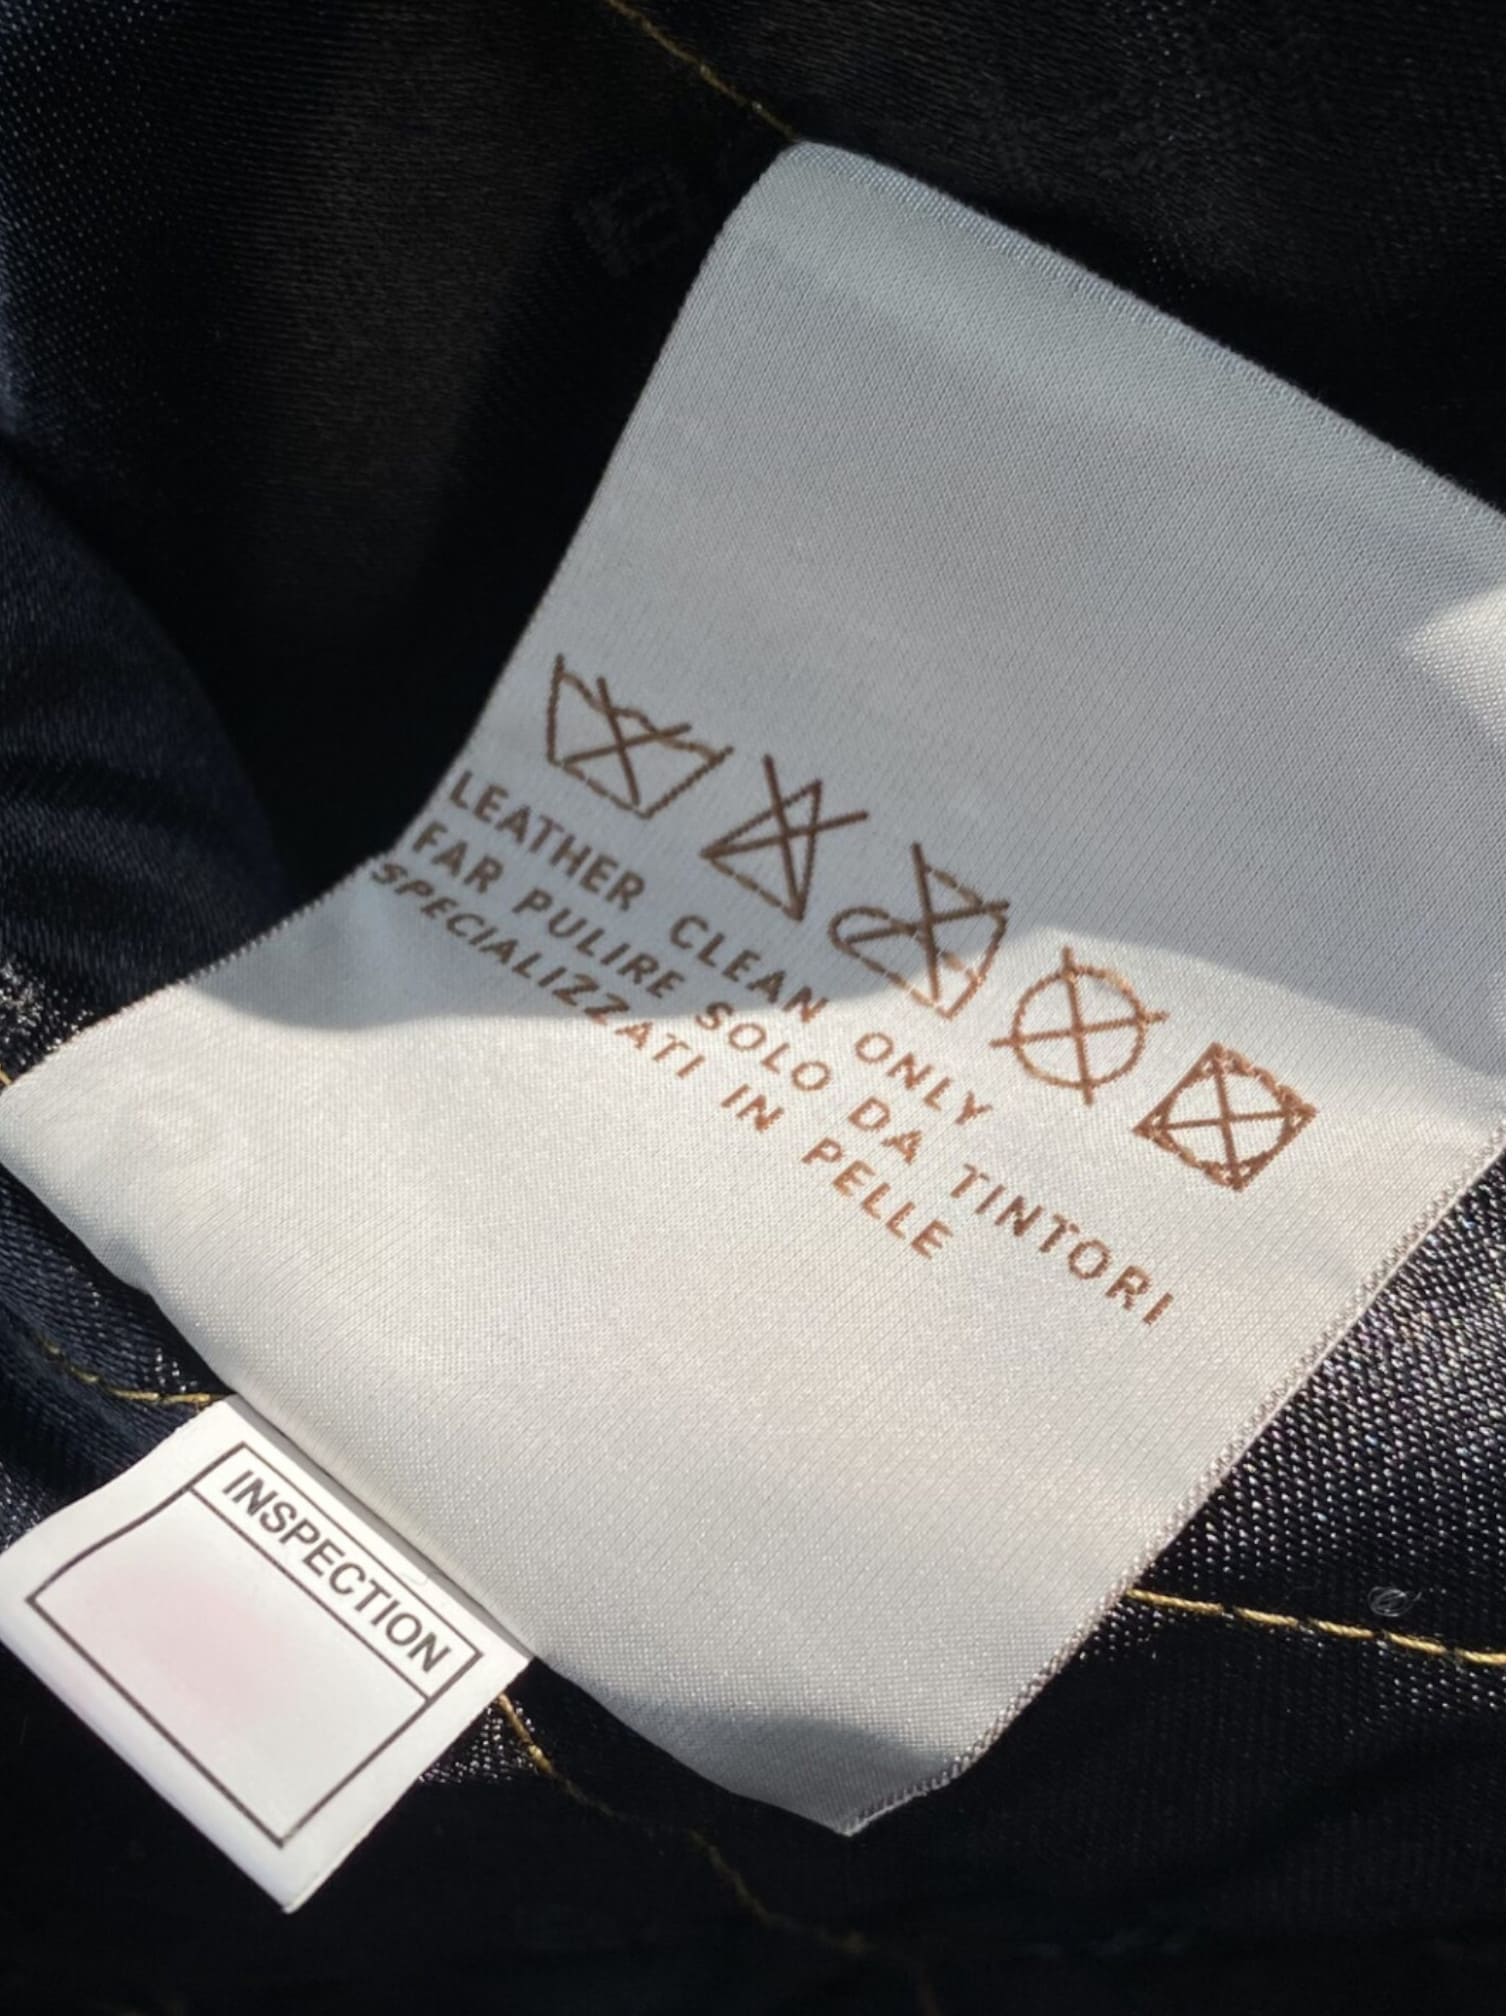 LEATHER CLEAN ONLY
FAR PULIRE SOLO DA TINTORI
SPECIALIZZATI IN PELLE
INSPECTION